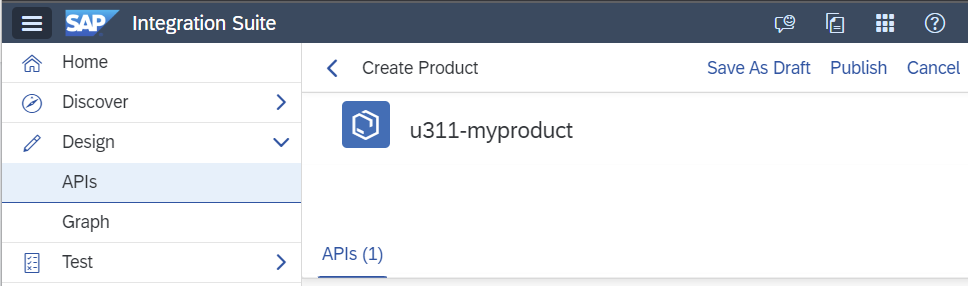 SAP Integration Suite
Home
Discover
Design
APIs
Graph
Test
Create Product
Save As Draft Publish Cancel
u311-myproduct
APIs (1)